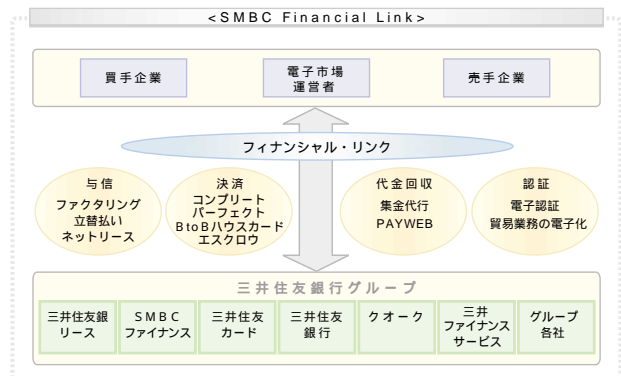 <SMBC Financial Link>
買手企業
電子市場
運営者
売手企業
フィナンシャル・リンク
与信
ファクタリング
立替払い
ネットリース
決済
コンプリート
パーフェクト
BtoBハウスカード
エスクロウ
代金回収
集金代行
PAYWEB
認証
電子認証
貿易業務の電子化
三井住友銀行グループ
三井住友銀
リース
SMBC
ファイナンス
三井住友
カード
三井住友
銀行
クオーク
三井
ファイナンス
サービス
グループ
各社